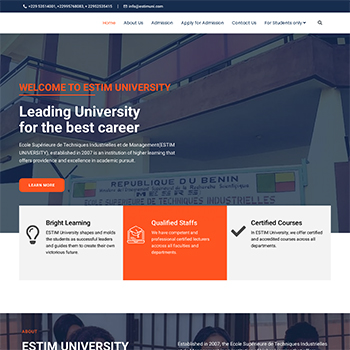 +229 53514001, +22995768083, + 22952335415 | info@estimuni.com
Home About Us Admission Apply for Admission Contact Us For Students only
WELCOME TO ESTIM UNIVERSITY
Leading University
for the best career
Ecole Supérieure de Techniques Industrielles et de Management(ESTIM
UNIVERSITY), established in 2007 is an institution of higher learning that
offers providence and excellence in academic pursuit.
LEARN MORE
REPUBLIQUE DU BENIN
MESRS
ECOLE SUPERIEURE DE TECHNIQUES INDUSTRIELLES
Bright Learning
ESTIM University shapes and molds
the students as successful leaders
and guides them to create their own
victorious future.
Qualified Staffs
We have competent and
professional certified lecturers
accross all faculties and
departments.
Certified Courses
In ESTIM University, we offer certified
and accredited courses across all
departments.
ABOUT
ESTIM UNIVERSITY
Established in 2007, the Ecole Supérieure de Techniques Industrielles